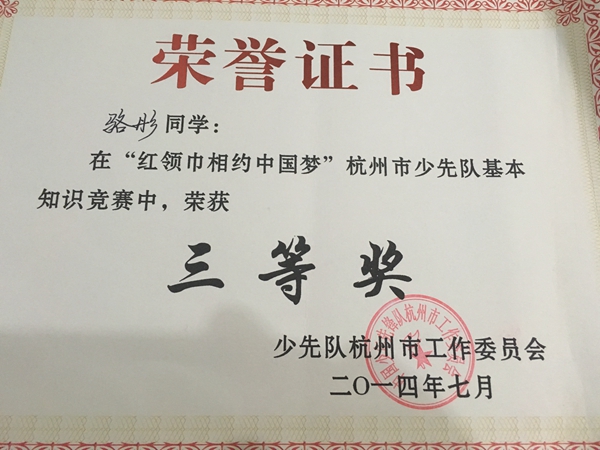 荣誉证书
骆彤同学：
在“红领巾相约中国梦”杭州市少先队基本
知识竞赛中，荣获
三等奖
少先队杭州市工作委员会
二〇一四年七月